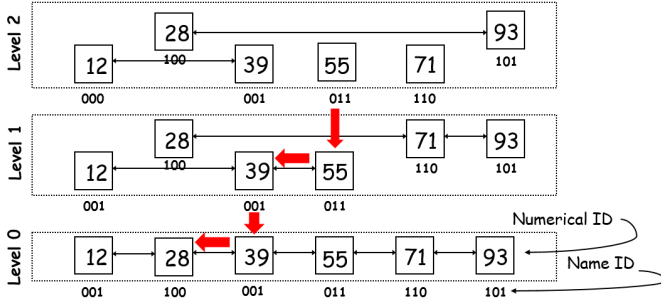 Level 2
28 93
100 101
12 39 55 71
000 001 011 110
Level 1
28 71 93
100 110 101
12 39 55
001 001 011
Numerical ID
Level 0
12 28 39 55 71 93
Name ID
001 100 001 011 110 101